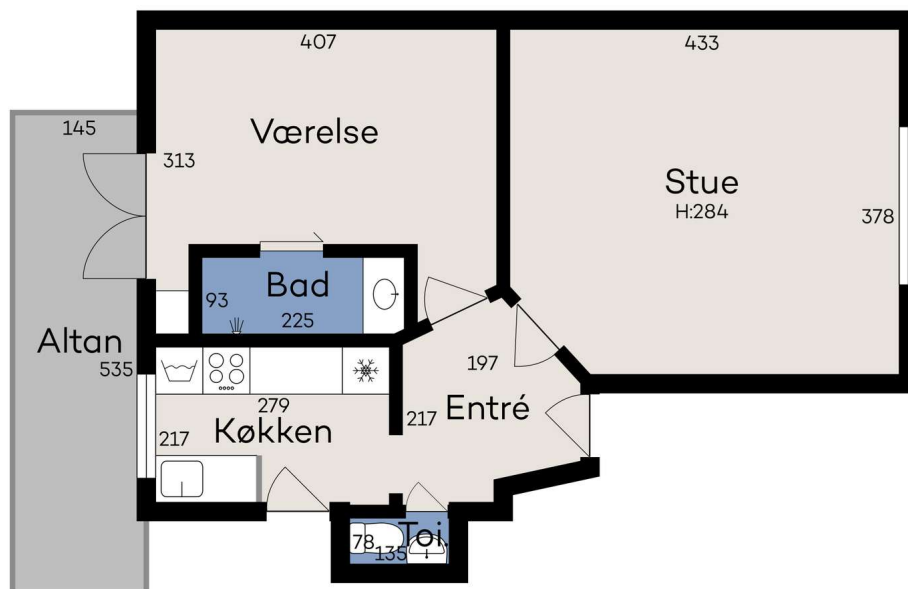 407
433
145
Værelse
313
Stue
H:284
378
Bad
93
225
Altan
535
197
279
Entré
217
Køkken
217
Toi.
78
135